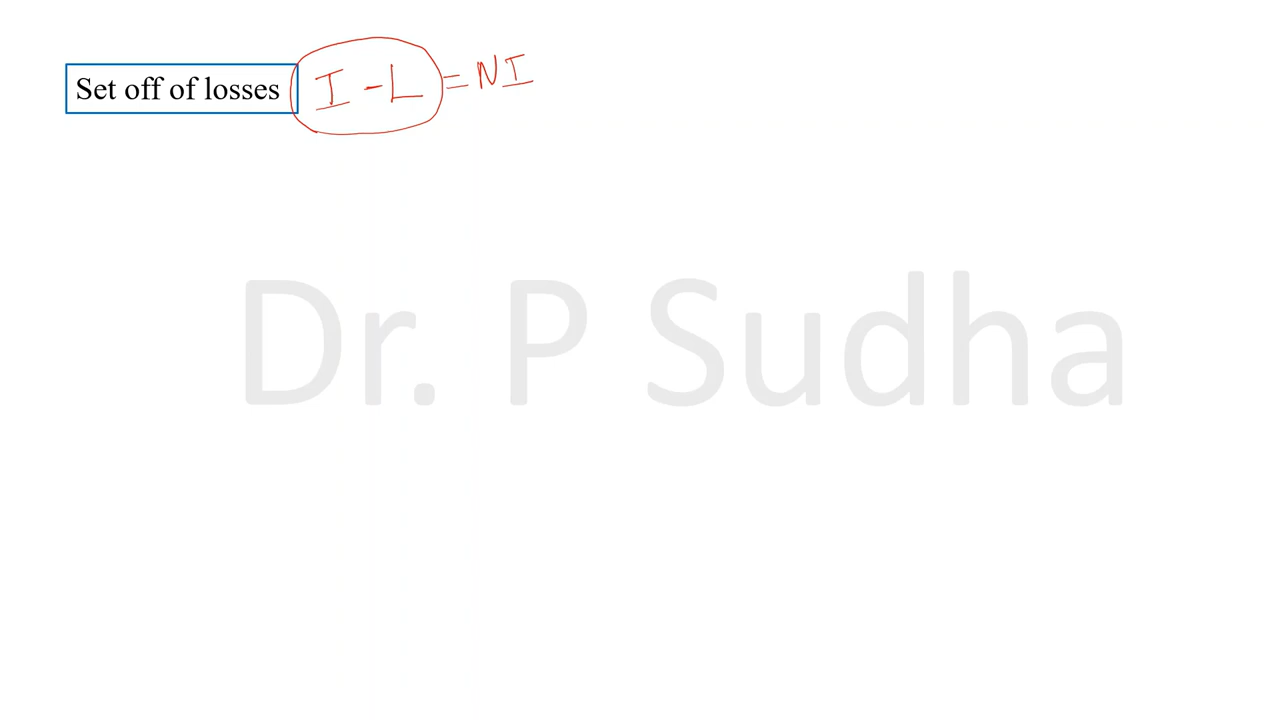 Set off of losses I - L = NI
Dr. P Sudha